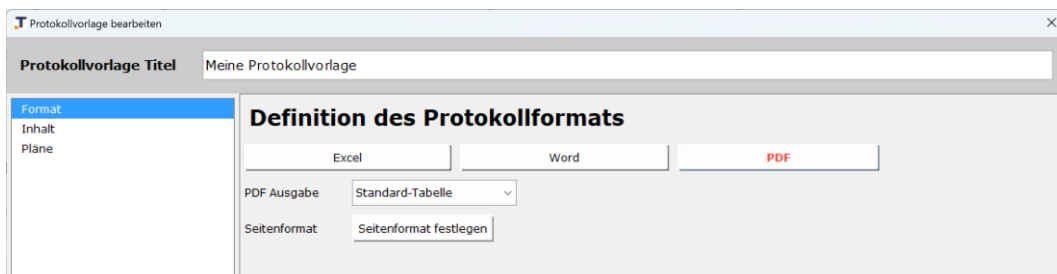 Protokollvorlage bearbeiten
Protokollvorlage Titel Meine Protokollvorlage
Format
Inhalt
Pläne
Definition des Protokollformats
Excel Word PDF
PDF Ausgabe Standard-Tabelle
Seitenformat Seitenformat festlegen